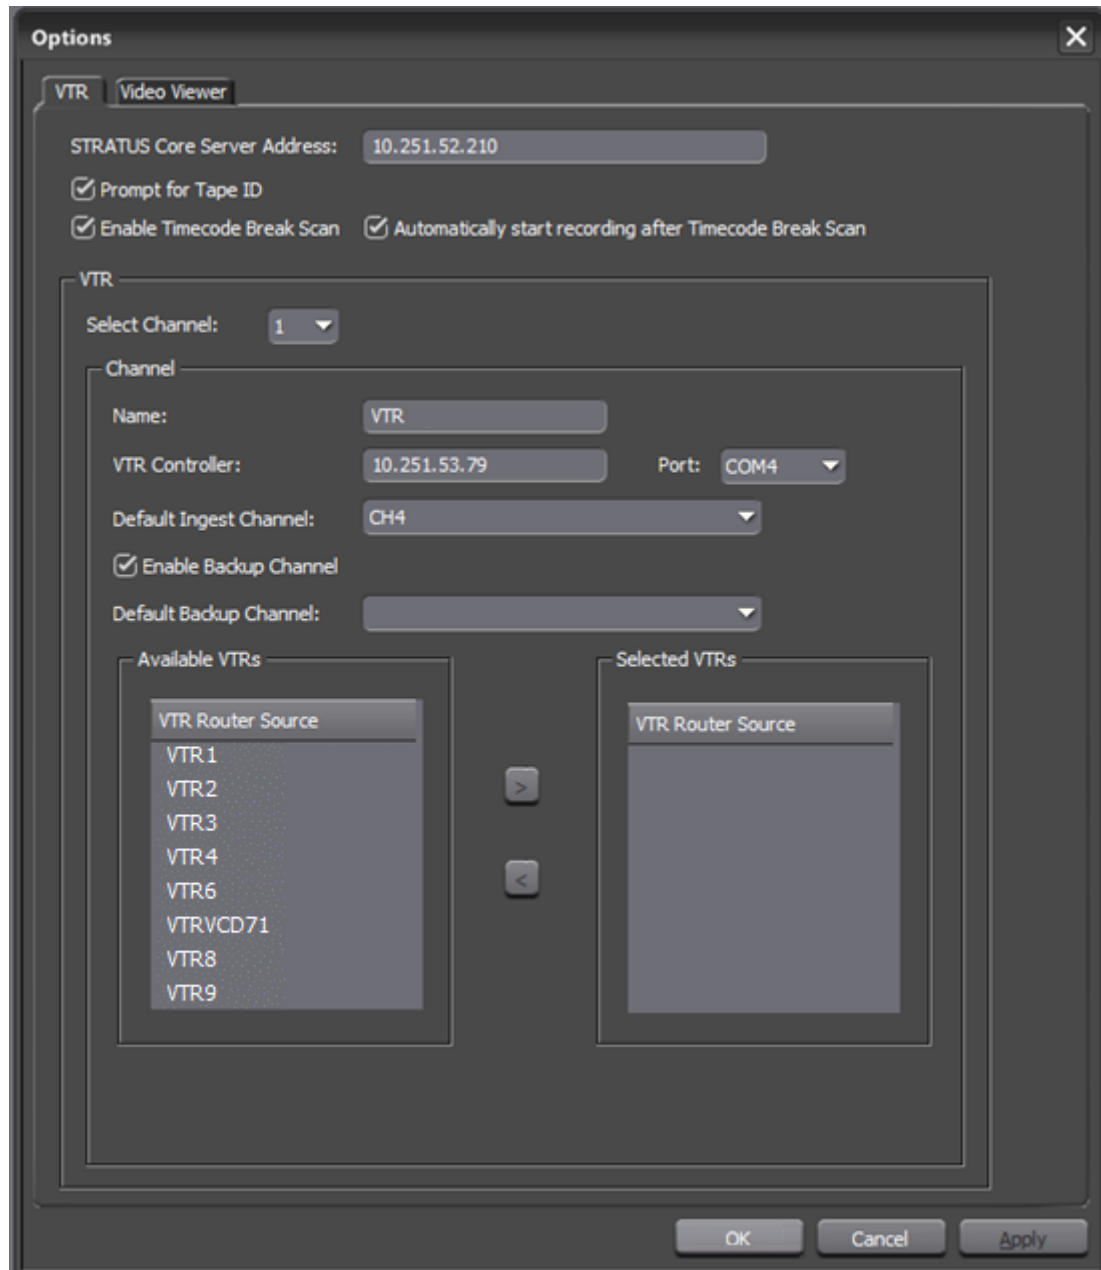 Options
VTR Video Viewer
STRATUS Core Server Address: 10.251.52.210
Prompt for Tape ID
Enable Timecode Break Scan Automatically start recording after Timecode Break Scan
VTR
Select Channel: 1
Channel
Name: VTR
VTR Controller: 10.251.53.79 Port: COM4
Default Ingest Channel: CH4
Enable Backup Channel
Default Backup Channel:
Available VTRs
VTR Router Source
VTR1
VTR2
VTR3
VTR4
VTR6
VTRVCD71
VTR8
VTR9
>
<
Selected VTRs
VTR Router Source
OK Cancel Apply